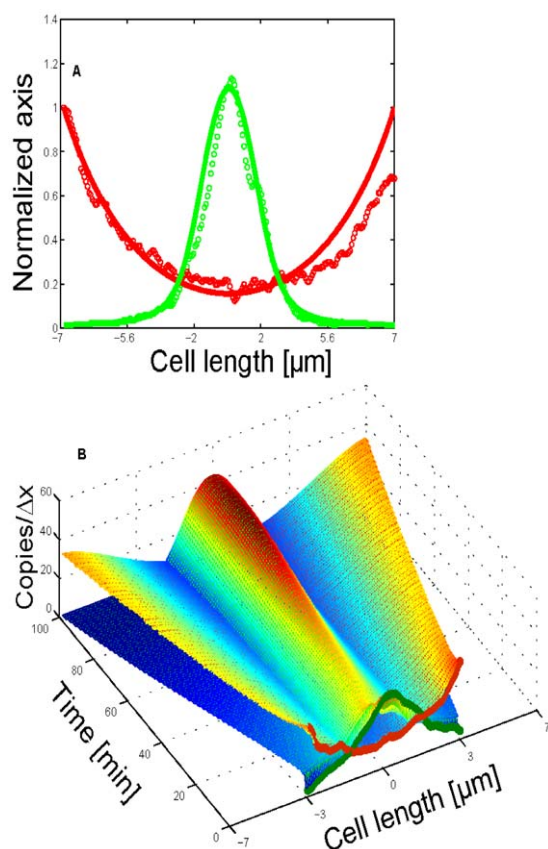 1.4
1.2
A
1
0.8
0.6
0.4
0.2
0
Normalized axis
-7 -5.6 -2 2 5.6 7
Cell length [µm]
B
60
40
20
0
Copies/Δx
100
80
60
40
20
0
Time [min]
-7 -3 0 3 7
Cell length [µm]